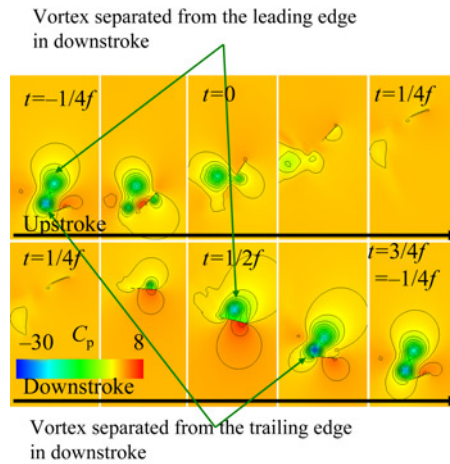 Vortex separated from the leading edge
in downstroke
t=–1/4f
t=0
t=1/4f
Upstroke
t=1/4f
t=1/2f
t=3/4f
=–1/4f
–30 Cp 8
Downstroke
Vortex separated from the trailing edge
in downstroke